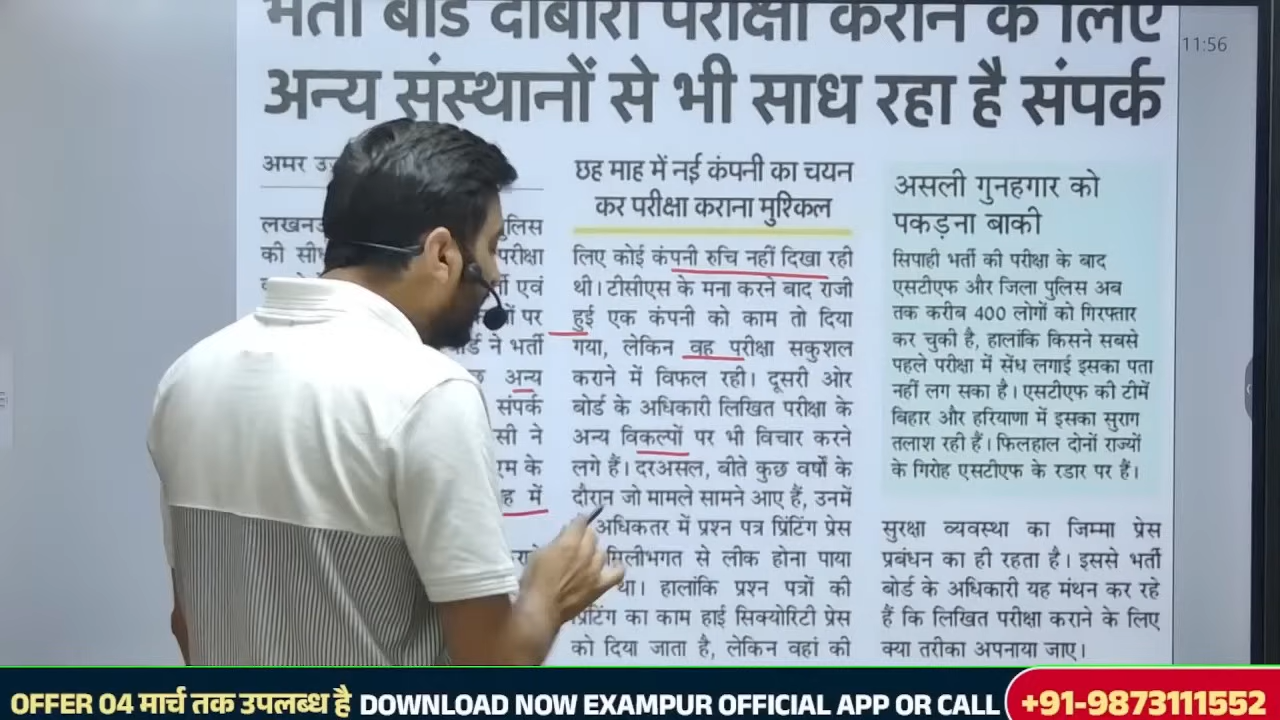 भर्ती बोर्ड दोबारा परीक्षा कराने के लिए
अन्य संस्थानों से भी साध रहा है संपर्क
11:56
अमर
लखनऊ
पुलिस
की सीधी
परीक्षा
एवं
पर
ने भर्ती
अन्य
संपर्क
सी ने
के
में
छह माह में नई कंपनी का चयन
कर परीक्षा कराना मुश्किल
लिए कोई कंपनी रुचि नहीं दिखा रही
थी। टीसीएस के मना करने बाद राजी
हुई एक कंपनी को काम तो दिया
गया, लेकिन वह परीक्षा सकुशल
कराने में विफल रही। दूसरी ओर
बोर्ड के अधिकारी लिखित परीक्षा के
अन्य विकल्पों पर भी विचार करने
लगे हैं। दरअसल, बीते कुछ वर्षों के
दौरान जो मामले सामने आए हैं, उनमें
अधिकतर में प्रश्न पत्र प्रिंटिंग प्रेस
मिलीभगत से लीक होना पाया
था। हालांकि प्रश्न पत्रों की
प्रिंटिंग का काम हाई सिक्योरिटी प्रेस
को दिया जाता है, लेकिन वहां की
असली गुनहगार को
पकड़ना बाकी
सिपाही भर्ती की परीक्षा के बाद
एसटीएफ और जिला पुलिस अब
तक करीब 400 लोगों को गिरफ्तार
कर चुकी है, हालांकि किसने सबसे
पहले परीक्षा में सेंध लगाई इसका पता
नहीं लग सका है। एसटीएफ की टीमें
बिहार और हरियाणा में इसका सुराग
तलाश रही हैं। फिलहाल दोनों राज्यों
के गिरोह एसटीएफ के रडार पर हैं।
सुरक्षा व्यवस्था का जिम्मा प्रेस
प्रबंधन का ही रहता है। इससे भर्ती
बोर्ड के अधिकारी यह मंथन कर रहे
हैं कि लिखित परीक्षा कराने के लिए
क्या तरीका अपनाया जाए।
OFFER 04 मार्च तक उपलब्ध है DOWNLOAD NOW EXAMPUR OFFICIAL APP OR CALL +91-9873111552